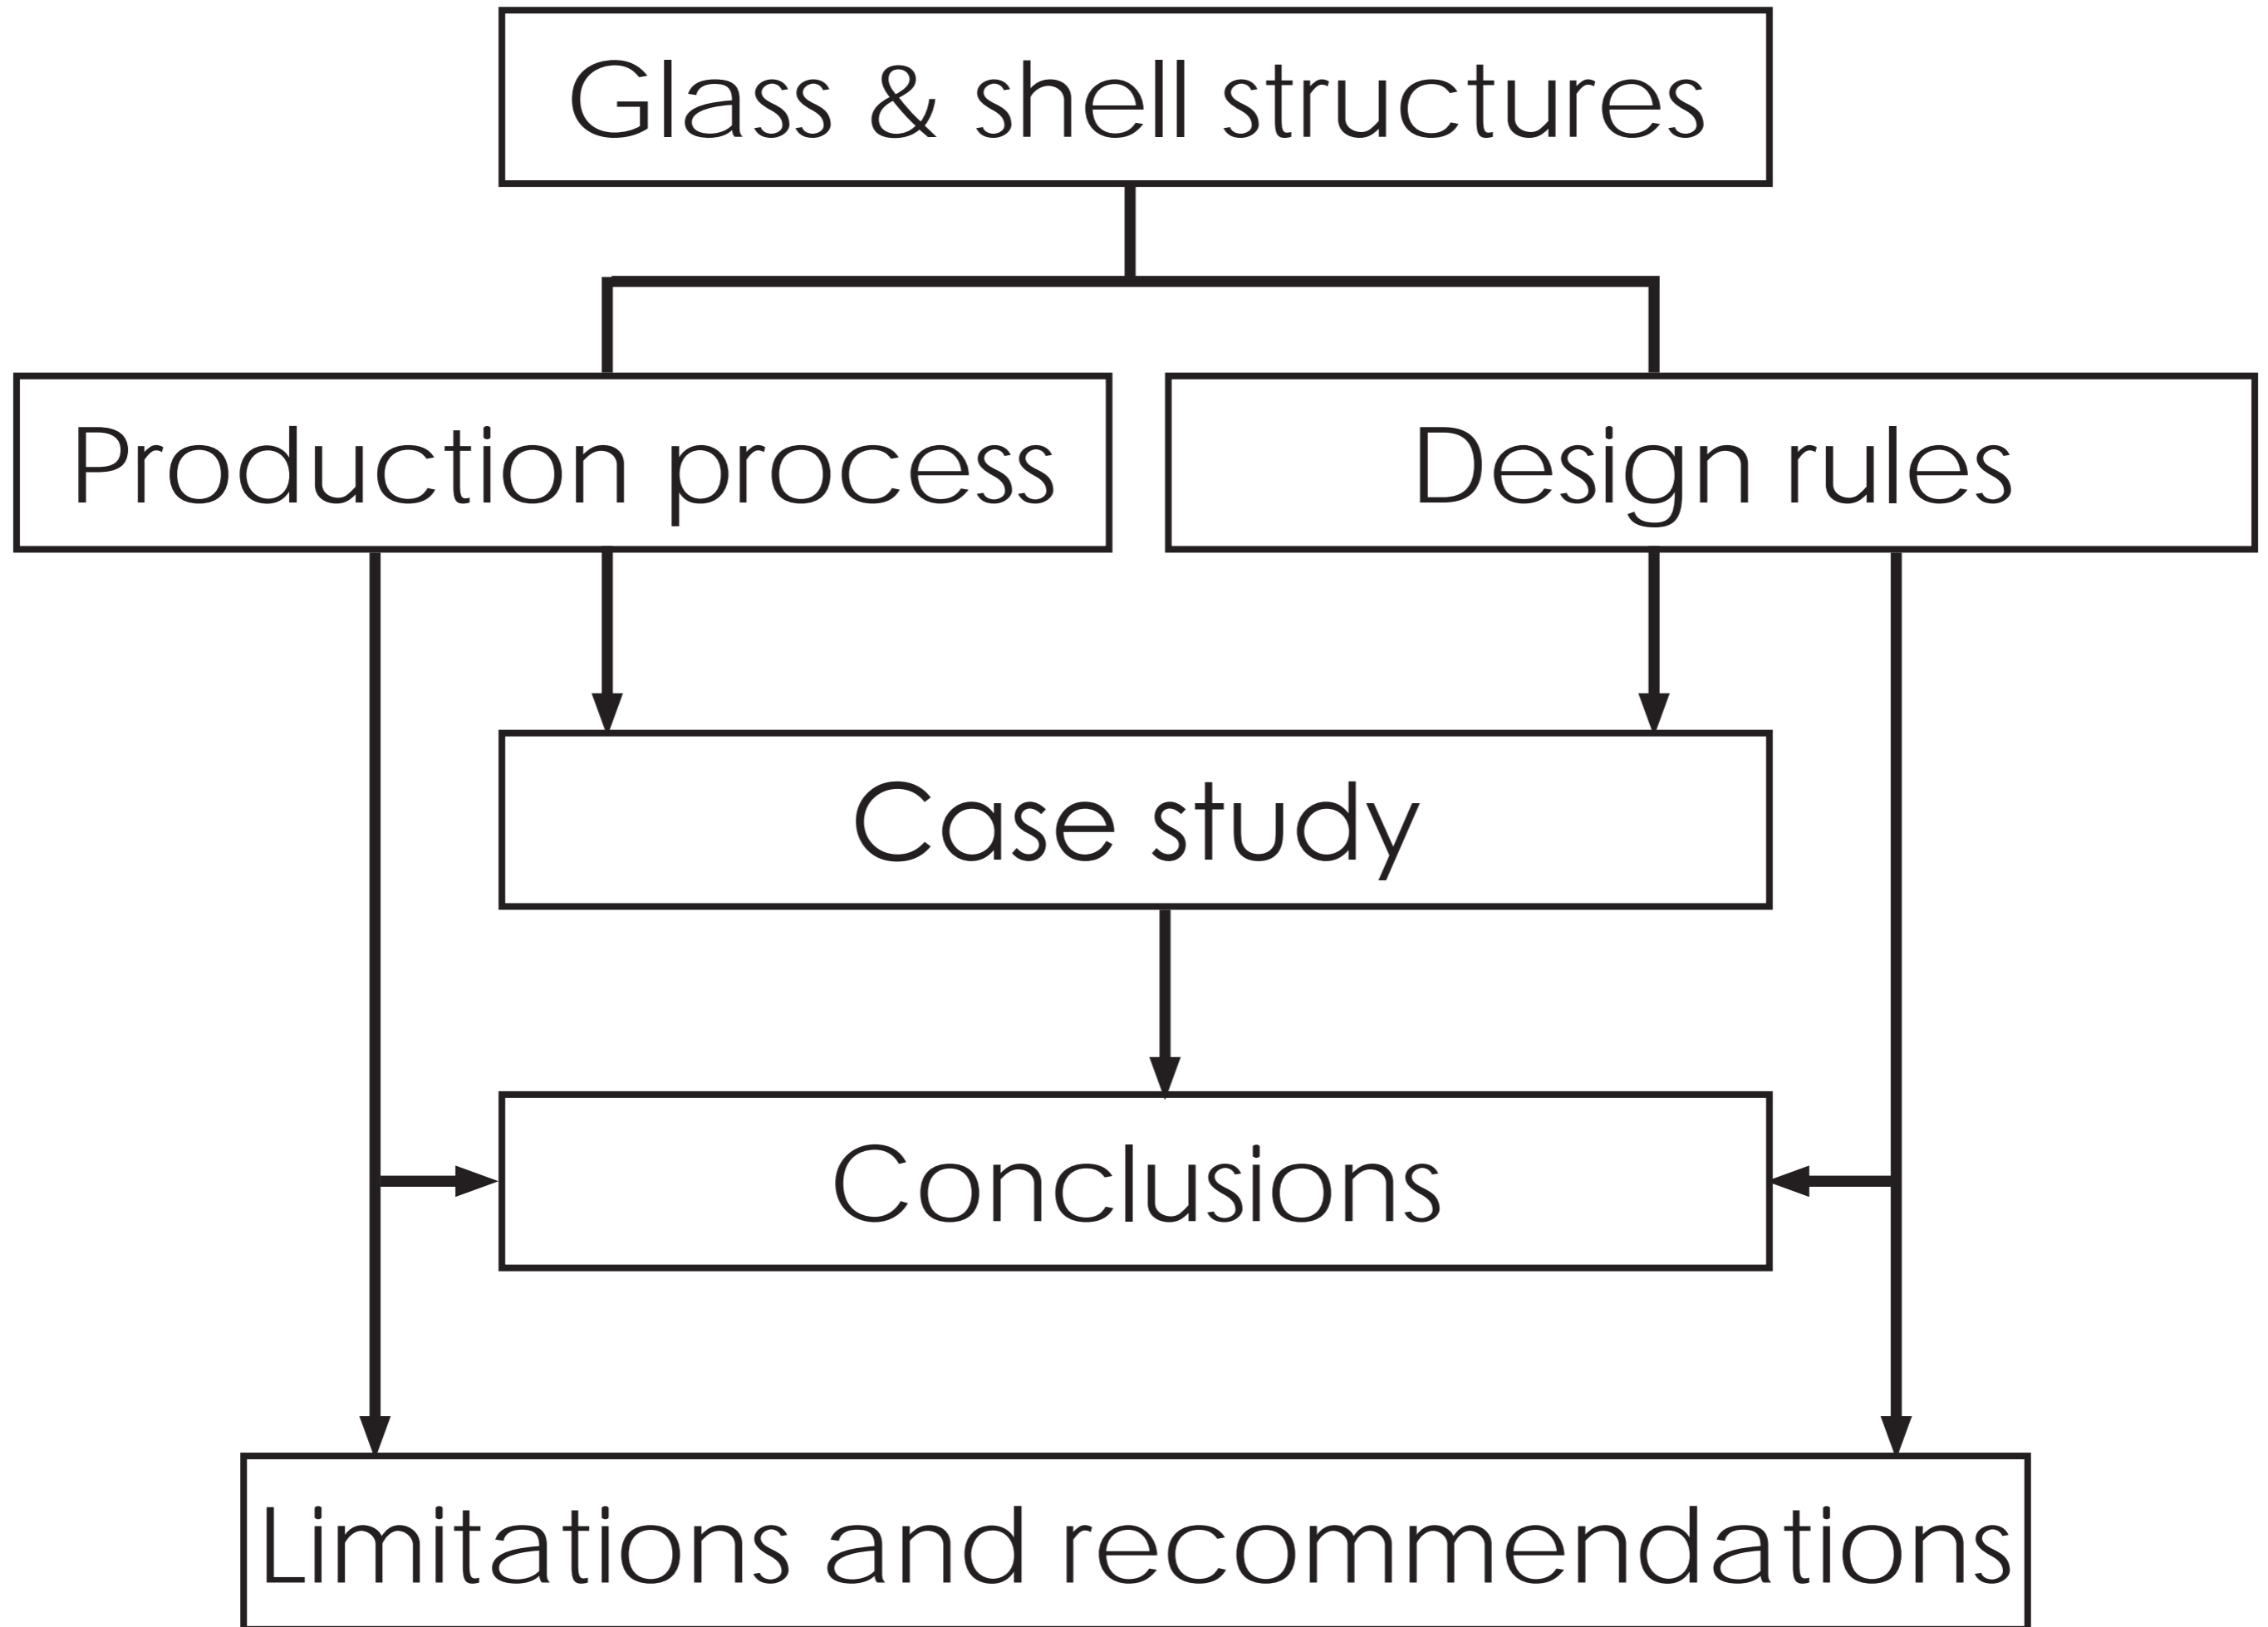 Glass & shell structures
Production process
Design rules
Case study
Conclusions
Limitations and recommendations